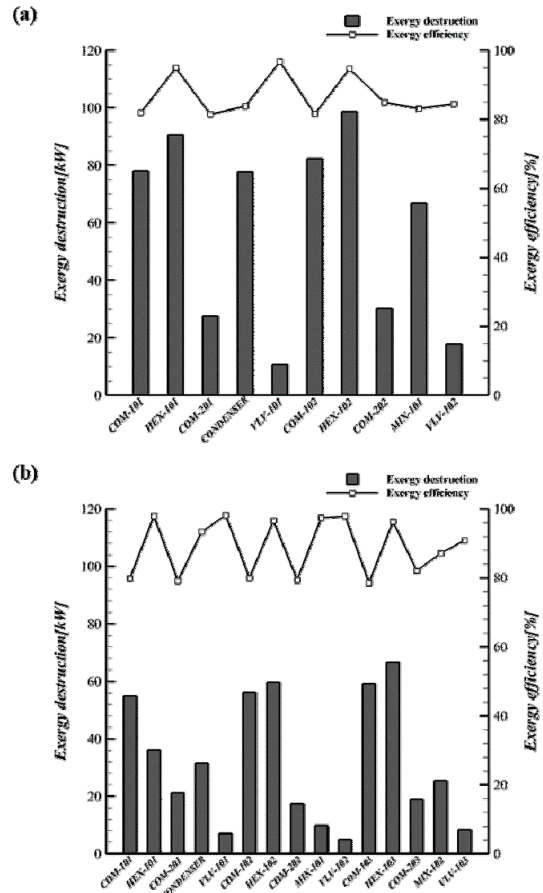 (a)
Exergy destruction
Exergy efficiency
120
100
80
60
40
20
0
Exergy destruction[kW]
100
80
60
40
20
0
Exergy efficiency[%]
COM-101
HEX-101
COM-201
CONDENSER
VLV-101
COM-102
HEX-102
COM-202
MIX-101
VLV-102
(b)
Exergy destruction
Exergy efficiency
120
100
80
60
40
20
0
Exergy destruction[kW]
100
80
60
40
20
0
Exergy efficiency[%]
COM-101
HEX-101
COM-201
CONDENSER
VLV-101
COM-102
HEX-102
MIX-101
VLV-102
COM-103
HEX-103
COM-203
MIX-102
VLV-103